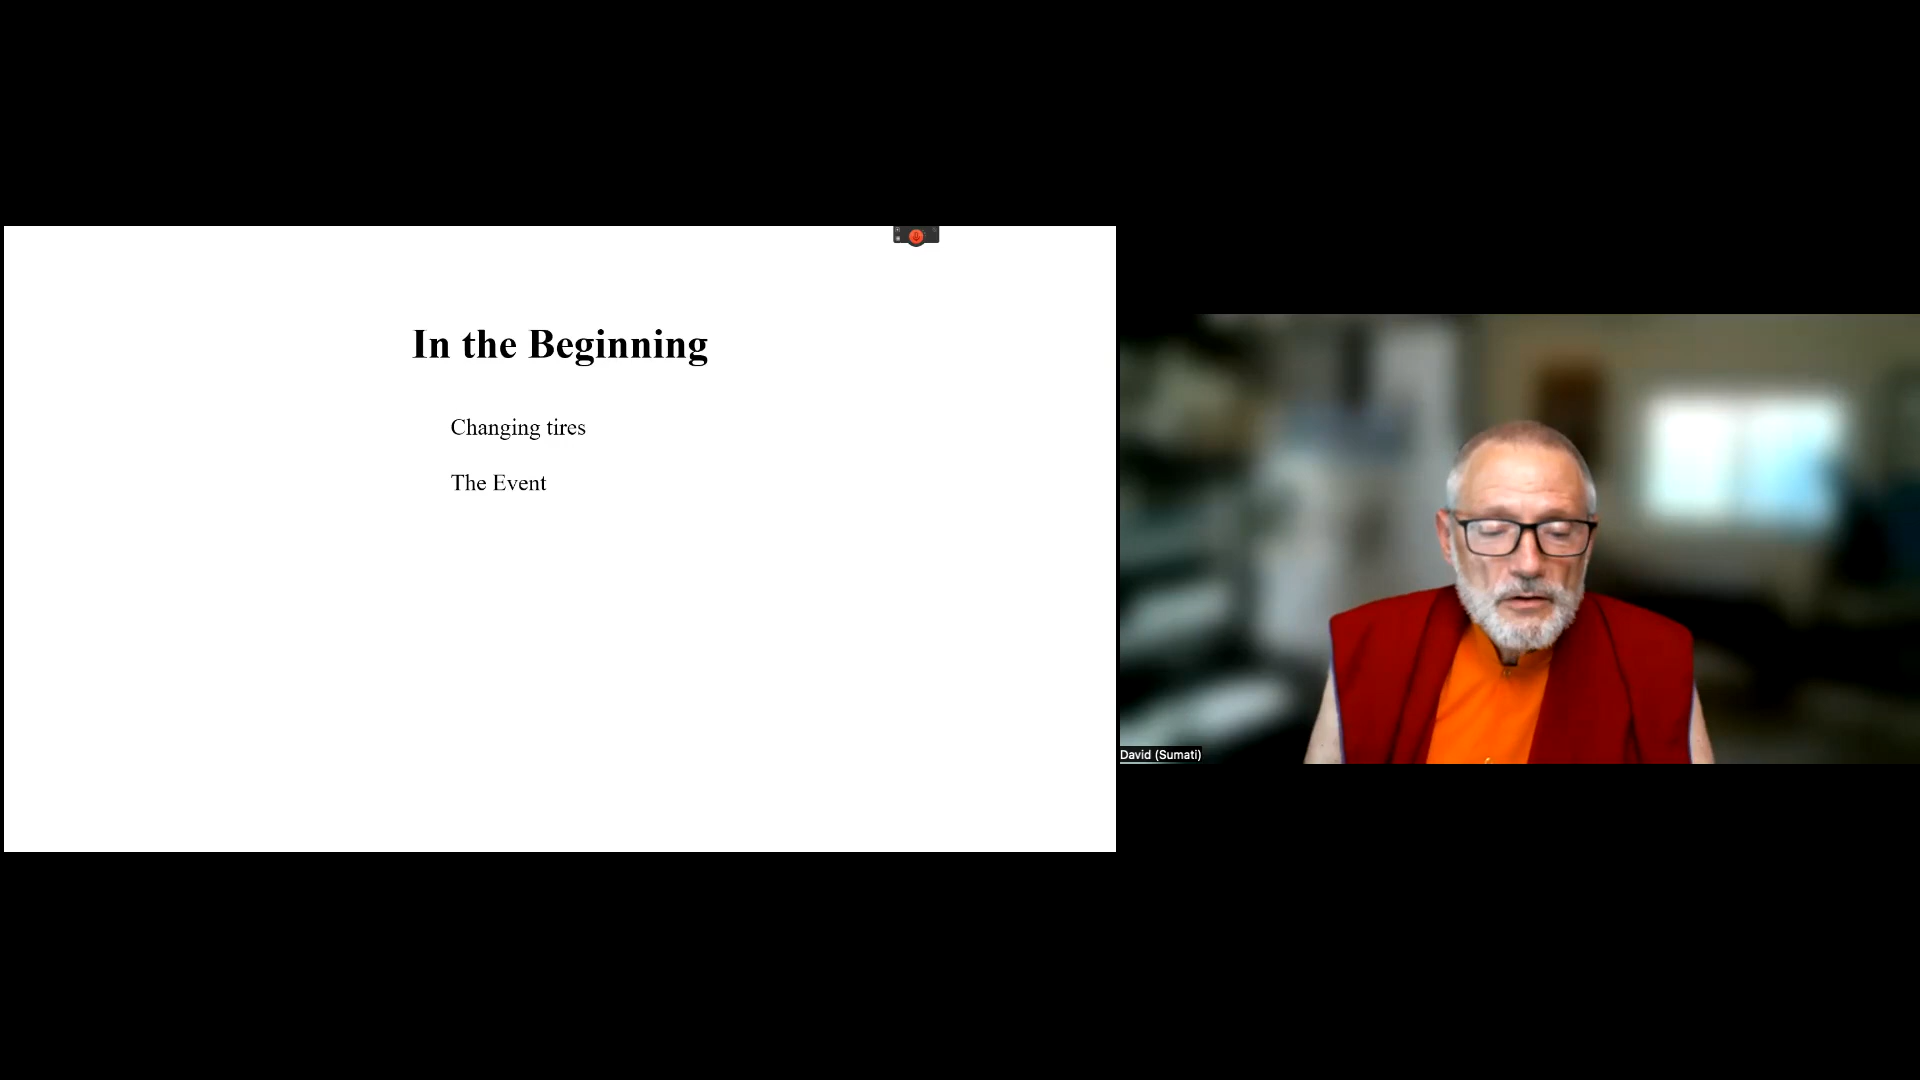 In the Beginning
Changing tires
The Event
David (Sumati)